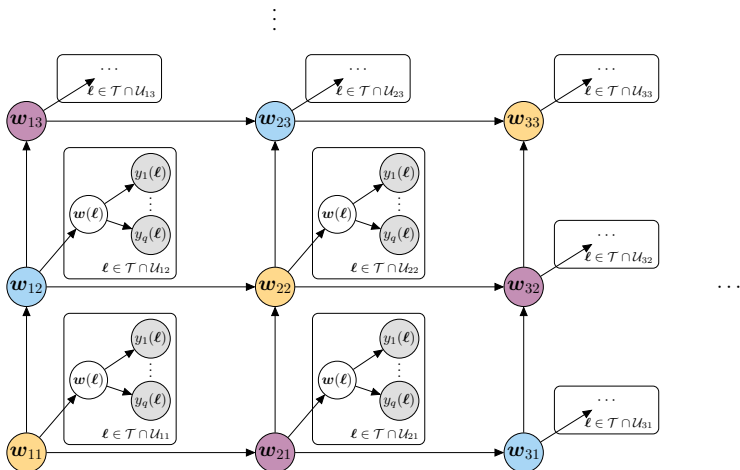 ⋮
⋯
ℓ ∈ 𝒯 ∩ 𝒰₁₃
⋯
ℓ ∈ 𝒯 ∩ 𝒰₂₃
⋯
ℓ ∈ 𝒯 ∩ 𝒰₃₃
w₁₃
w₂₃
w₃₃
y₁(ℓ)
w(ℓ)
⋮
y_q(ℓ)
ℓ ∈ 𝒯 ∩ 𝒰₁₂
y₁(ℓ)
w(ℓ)
⋮
y_q(ℓ)
ℓ ∈ 𝒯 ∩ 𝒰₂₂
⋯
ℓ ∈ 𝒯 ∩ 𝒰₃₂
w₁₂
w₂₂
w₃₂
⋯
y₁(ℓ)
w(ℓ)
⋮
y_q(ℓ)
ℓ ∈ 𝒯 ∩ 𝒰₁₁
y₁(ℓ)
w(ℓ)
⋮
y_q(ℓ)
ℓ ∈ 𝒯 ∩ 𝒰₂₁
⋯
ℓ ∈ 𝒯 ∩ 𝒰₃₁
w₁₁
w₂₁
w₃₁